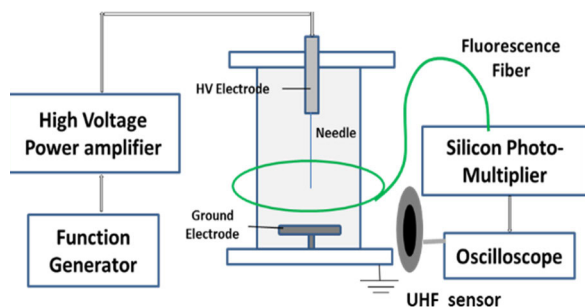 High Voltage
Power amplifier
Function
Generator
HV Electrode
Needle
Ground
Electrode
Fluorescence
Fiber
Silicon Photo-
Multiplier
Oscilloscope
UHF sensor